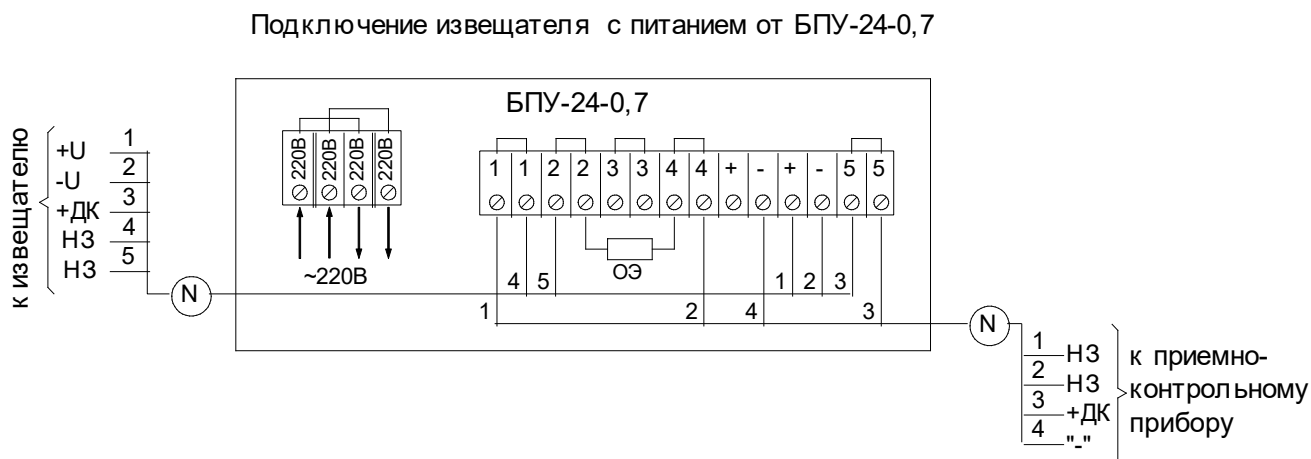 Подключение извещателя с питанием от БПУ-24-0,7
БПУ-24-0,7
к извещателю
+U 1
-U 2
+ДК 3
НЗ 4
НЗ 5
220В 220В 220В 220В
~220В
1 1 2 2 3 3 4 4 + - + - 5 5
ОЭ
4 5 1 2 3
1 2 4 3
N
N
1 НЗ
2 НЗ
3 +ДК
4 "-"
к приемно-
контрольному
прибору